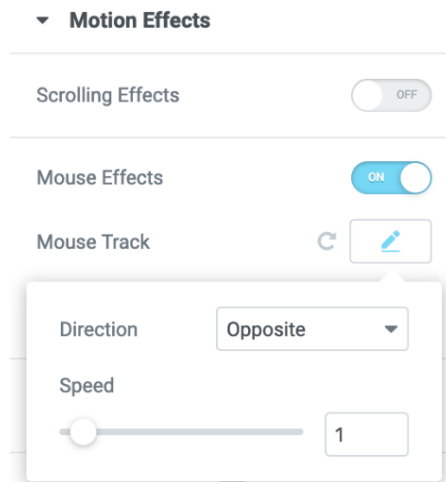 Motion Effects
Scrolling Effects
OFF
Mouse Effects
ON
Mouse Track
Direction
Opposite
Speed
1